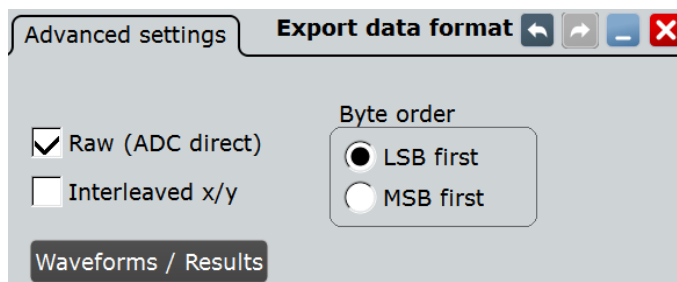 Advanced settings
Export data format
Raw (ADC direct)
Interleaved x/y
Byte order
LSB first
MSB first
Waveforms / Results